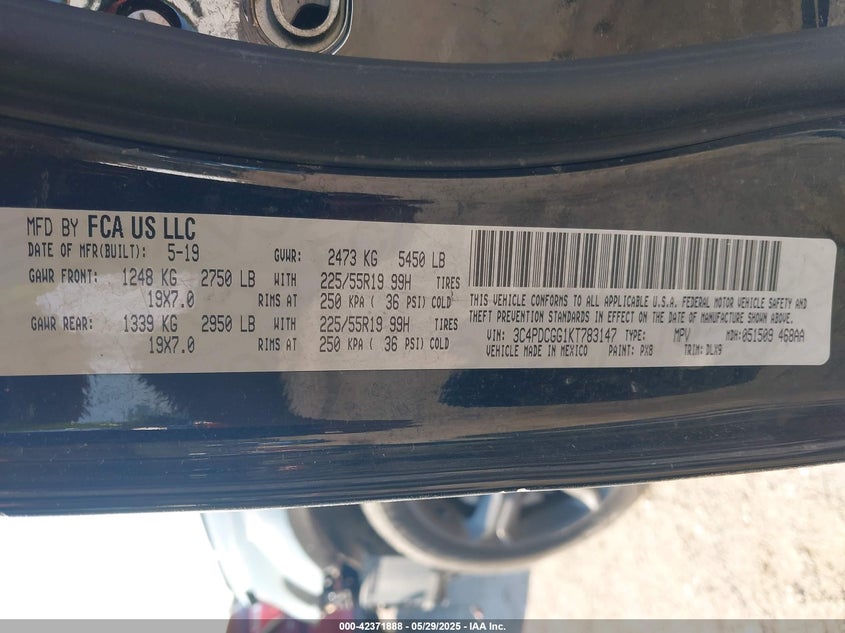 MFD BY FCA US LLC
DATE OF MFR(BUILT): 5-19 GVWR: 2473 KG 5450 LB
GAWR FRONT: 1248 KG 2750 LB WITH 225/55R19 99H TIRES
19X7.0 RIMS AT 250 KPA ( 36 PSI) COLD
GAWR REAR: 1339 KG 2950 LB WITH 225/55R19 99H TIRES
19X7.0 RIMS AT 250 KPA ( 36 PSI) COLD
THIS VEHICLE CONFORMS TO ALL APPLICABLE U.S.A. FEDERAL MOTOR VEHICLE SAFETY AND
THEFT PREVENTION STANDARDS IN EFFECT ON THE DATE OF MANUFACTURE SHOWN ABOVE.
VIN: 3C4PDCGG1KT783147 TYPE: MPV MDH: 051509 468AA
VEHICLE MADE IN MEXICO PAINT: PX8 TRIM: DLX9
000-42371888 - 05/29/2025 - IAA, Inc.